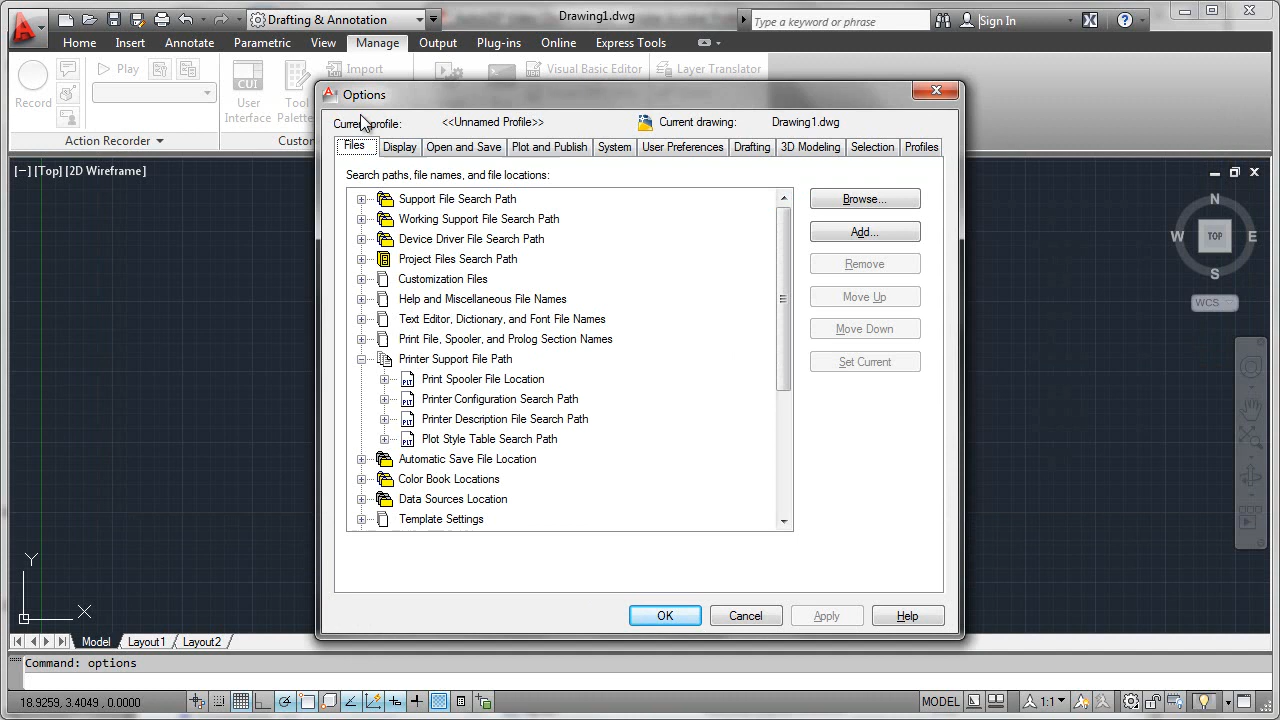 Drafting & Annotation
Drawing1.dwg
Type a keyword or phrase
Sign In
Home Insert Annotate Parametric View Manage Output Plug-ins Online Express Tools
Record
Play
CUI
User
Interface
Tool
Palettes
Import
Visual Basic Editor
Layer Translator
Action Recorder
Options
Current profile: <<Unnamed Profile>> Current drawing: Drawing1.dwg
Files Display Open and Save Plot and Publish System User Preferences Drafting 3D Modeling Selection Profiles
[−] [Top] [2D Wireframe]
Search paths, file names, and file locations:
Support File Search Path
Working Support File Search Path
Device Driver File Search Path
Project Files Search Path
Customization Files
Help and Miscellaneous File Names
Text Editor, Dictionary, and Font File Names
Print File, Spooler, and Prolog Section Names
Printer Support File Path
PLT Print Spooler File Location
PLT Printer Configuration Search Path
PLT Printer Description File Search Path
PLT Plot Style Table Search Path
Automatic Save File Location
Color Book Locations
Data Sources Location
Template Settings
Browse...
Add...
Remove
Move Up
Move Down
Set Current
N
W TOP E
S
WCS
Y
X
OK Cancel Apply Help
Model Layout1 Layout2
Command: options
18.9259, 3.4049, 0.0000
MODEL
1:1